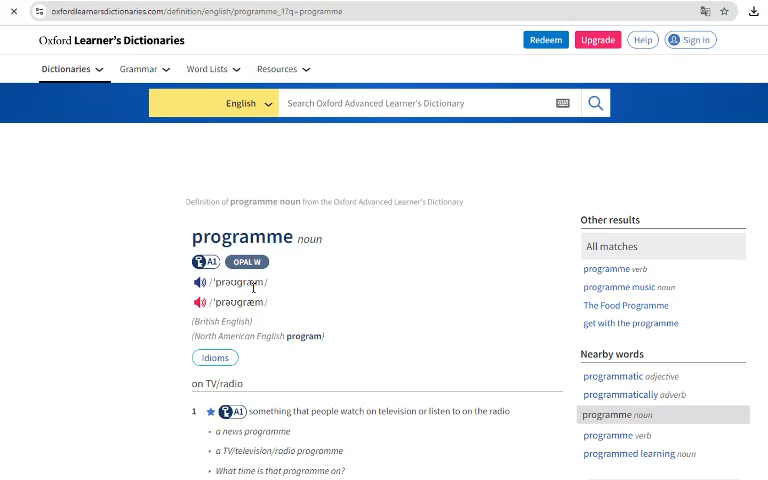 oxfordlearnersdictionaries.com/definition/english/programme_1?q=programme
Oxford Learner's Dictionaries
Redeem
Upgrade
Help
Sign in
Dictionaries
Grammar
Word Lists
Resources
English
Search Oxford Advanced Learner's Dictionary
Definition of programme noun from the Oxford Advanced Learner's Dictionary
programme noun
A1 OPAL W
/ˈprəʊɡræm/
/ˈprəʊɡræm/
(British English)
(North American English program)
Idioms
on TV/radio
1 A1 something that people watch on television or listen to on the radio
• a news programme
• a TV/television/radio programme
• What time is that programme on?
Other results
All matches
programme verb
programme music noun
The Food Programme
get with the programme
Nearby words
programmatic adjective
programmatically adverb
programme noun
programme verb
programmed learning noun